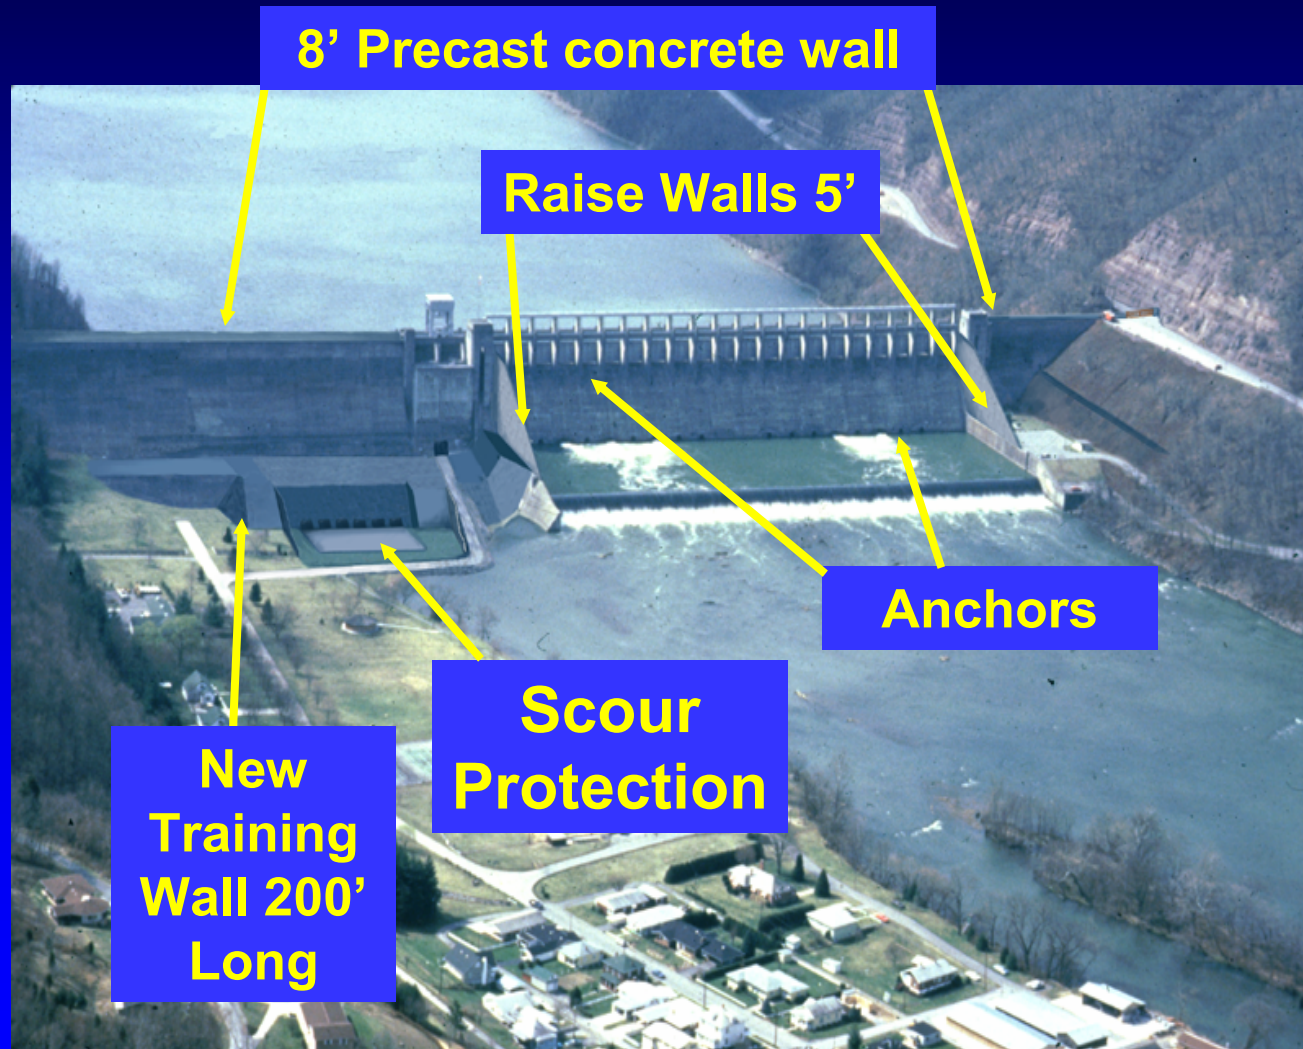 8’ Precast concrete wall
Raise Walls 5’
Anchors
Scour
Protection
New
Training
Wall 200’
Long